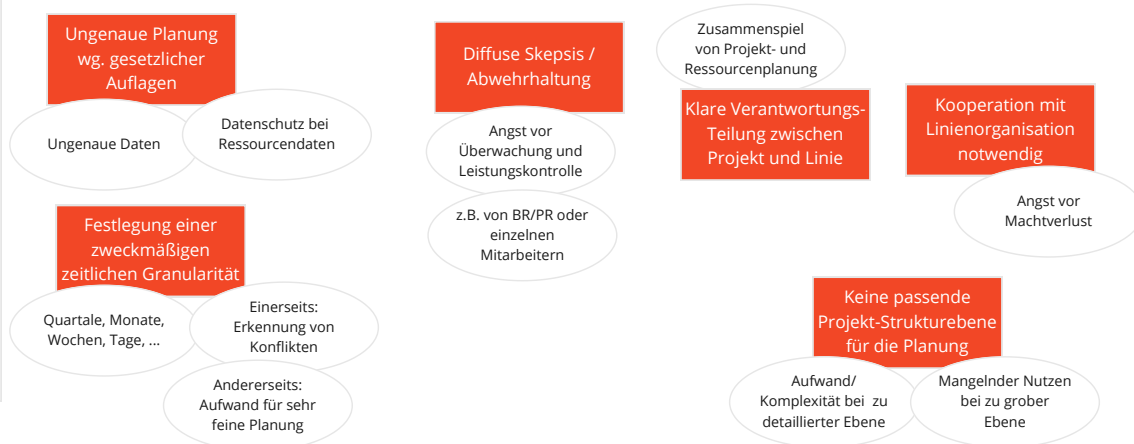 Ungenaue Planung
wg. gesetzlicher
Auflagen
Ungenaue Daten
Datenschutz bei
Ressourcendaten
Festlegung einer
zweckmäßigen
zeitlichen Granularität
Quartale, Monate,
Wochen, Tage, ...
Einerseits:
Erkennung von
Konflikten
Andererseits:
Aufwand für sehr
feine Planung
Diffuse Skepsis /
Abwehrhaltung
Angst vor
Überwachung und
Leistungskontrolle
z.B. von BR/PR oder
einzelnen
Mitarbeitern
Zusammenspiel
von Projekt- und
Ressourcenplanung
Klare Verantwortungs-
Teilung zwischen
Projekt und Linie
Kooperation mit
Linienorganisation
notwendig
Angst vor
Machtverlust
Keine passende
Projekt-Strukturebene
für die Planung
Aufwand/
Komplexität bei zu
detaillierter Ebene
Mangelnder Nutzen
bei zu grober
Ebene